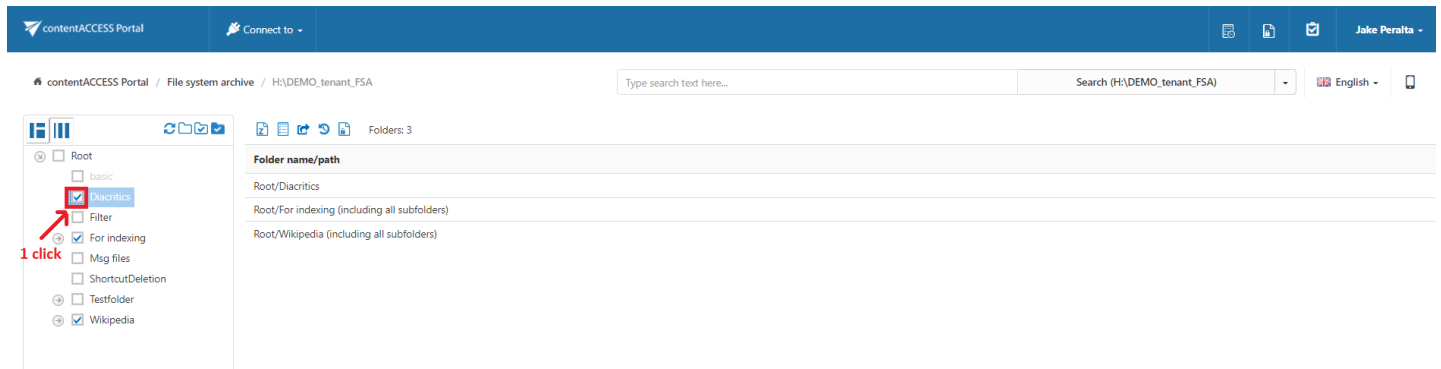 contentACCESS Portal
Connect to
Jake Peralta
contentACCESS Portal / File system archive / H:\DEMO_tenant_FSA
Type search text here...
Search (H:\DEMO_tenant_FSA)
English
Folders: 3
Root
basic
Diacritics
Filter
For indexing
1 click
Msg files
ShortcutDeletion
Testfolder
Wikipedia
Folder name/path
Root/Diacritics
Root/For indexing (including all subfolders)
Root/Wikipedia (including all subfolders)